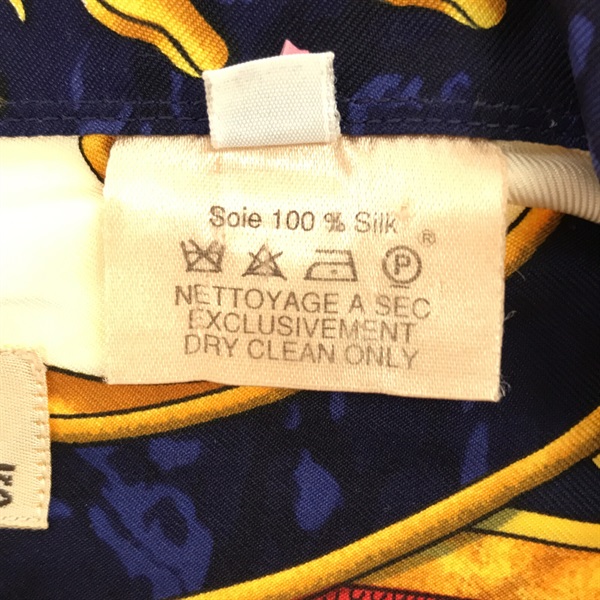 Soie 100 % Silk
®
P
NETTOYAGE A SEC
EXCLUSIVEMENT
DRY CLEAN ONLY